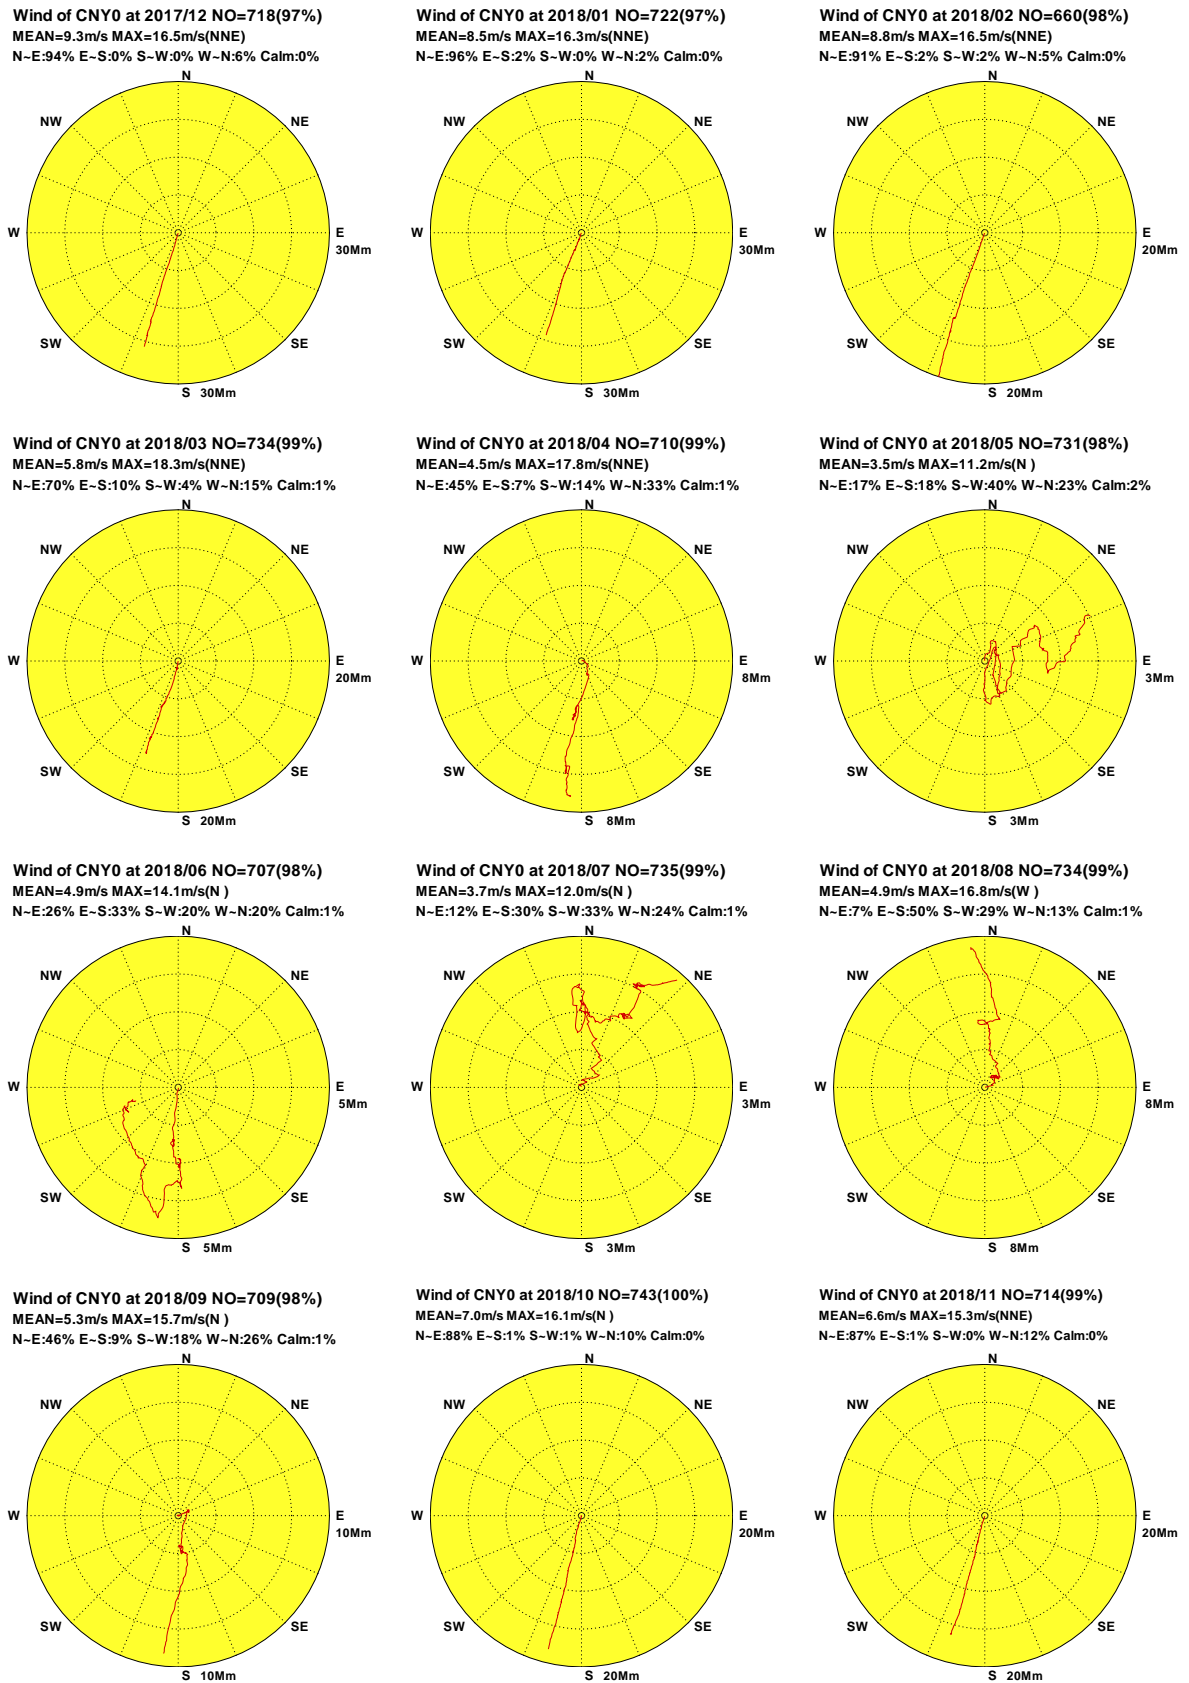 Wind of CNY0 at 2017/12 NO=718(97%)
MEAN=9.3m/s MAX=16.5m/s(NNE)
N~E:94% E~S:0% S~W:0% W~N:6% Calm:0%
N
NW
NE
W
E
30Mm
SW
SE
S 30Mm
Wind of CNY0 at 2018/01 NO=722(97%)
MEAN=8.5m/s MAX=16.3m/s(NNE)
N~E:96% E~S:2% S~W:0% W~N:2% Calm:0%
N
NW
NE
W
E
30Mm
SW
SE
S 30Mm
Wind of CNY0 at 2018/02 NO=660(98%)
MEAN=8.8m/s MAX=16.5m/s(NNE)
N~E:91% E~S:2% S~W:2% W~N:5% Calm:0%
N
NW
NE
W
E
20Mm
SW
SE
S 20Mm
Wind of CNY0 at 2018/03 NO=734(99%)
MEAN=5.8m/s MAX=18.3m/s(NNE)
N~E:70% E~S:10% S~W:4% W~N:15% Calm:1%
N
NW
NE
W
E
20Mm
SW
SE
S 20Mm
Wind of CNY0 at 2018/04 NO=710(99%)
MEAN=4.5m/s MAX=17.8m/s(NNE)
N~E:45% E~S:7% S~W:14% W~N:33% Calm:1%
N
NW
NE
W
E
8Mm
SW
SE
S 8Mm
Wind of CNY0 at 2018/05 NO=731(98%)
MEAN=3.5m/s MAX=11.2m/s(N )
N~E:17% E~S:18% S~W:40% W~N:23% Calm:2%
N
NW
NE
W
E
3Mm
SW
SE
S 3Mm
Wind of CNY0 at 2018/06 NO=707(98%)
MEAN=4.9m/s MAX=14.1m/s(N )
N~E:26% E~S:33% S~W:20% W~N:20% Calm:1%
N
NW
NE
W
E
5Mm
SW
SE
S 5Mm
Wind of CNY0 at 2018/07 NO=735(99%)
MEAN=3.7m/s MAX=12.0m/s(N )
N~E:12% E~S:30% S~W:33% W~N:24% Calm:1%
N
NW
NE
W
E
3Mm
SW
SE
S 3Mm
Wind of CNY0 at 2018/08 NO=734(99%)
MEAN=4.9m/s MAX=16.8m/s(W )
N~E:7% E~S:50% S~W:29% W~N:13% Calm:1%
N
NW
NE
W
E
8Mm
SW
SE
S 8Mm
Wind of CNY0 at 2018/09 NO=709(98%)
MEAN=5.3m/s MAX=15.7m/s(N )
N~E:46% E~S:9% S~W:18% W~N:26% Calm:1%
N
NW
NE
W
E
10Mm
SW
SE
S 10Mm
Wind of CNY0 at 2018/10 NO=743(100%)
MEAN=7.0m/s MAX=16.1m/s(N )
N~E:88% E~S:1% S~W:1% W~N:10% Calm:0%
N
NW
NE
W
E
20Mm
SW
SE
S 20Mm
Wind of CNY0 at 2018/11 NO=714(99%)
MEAN=6.6m/s MAX=15.3m/s(NNE)
N~E:87% E~S:1% S~W:0% W~N:12% Calm:0%
N
NW
NE
W
E
20Mm
SW
SE
S 20Mm